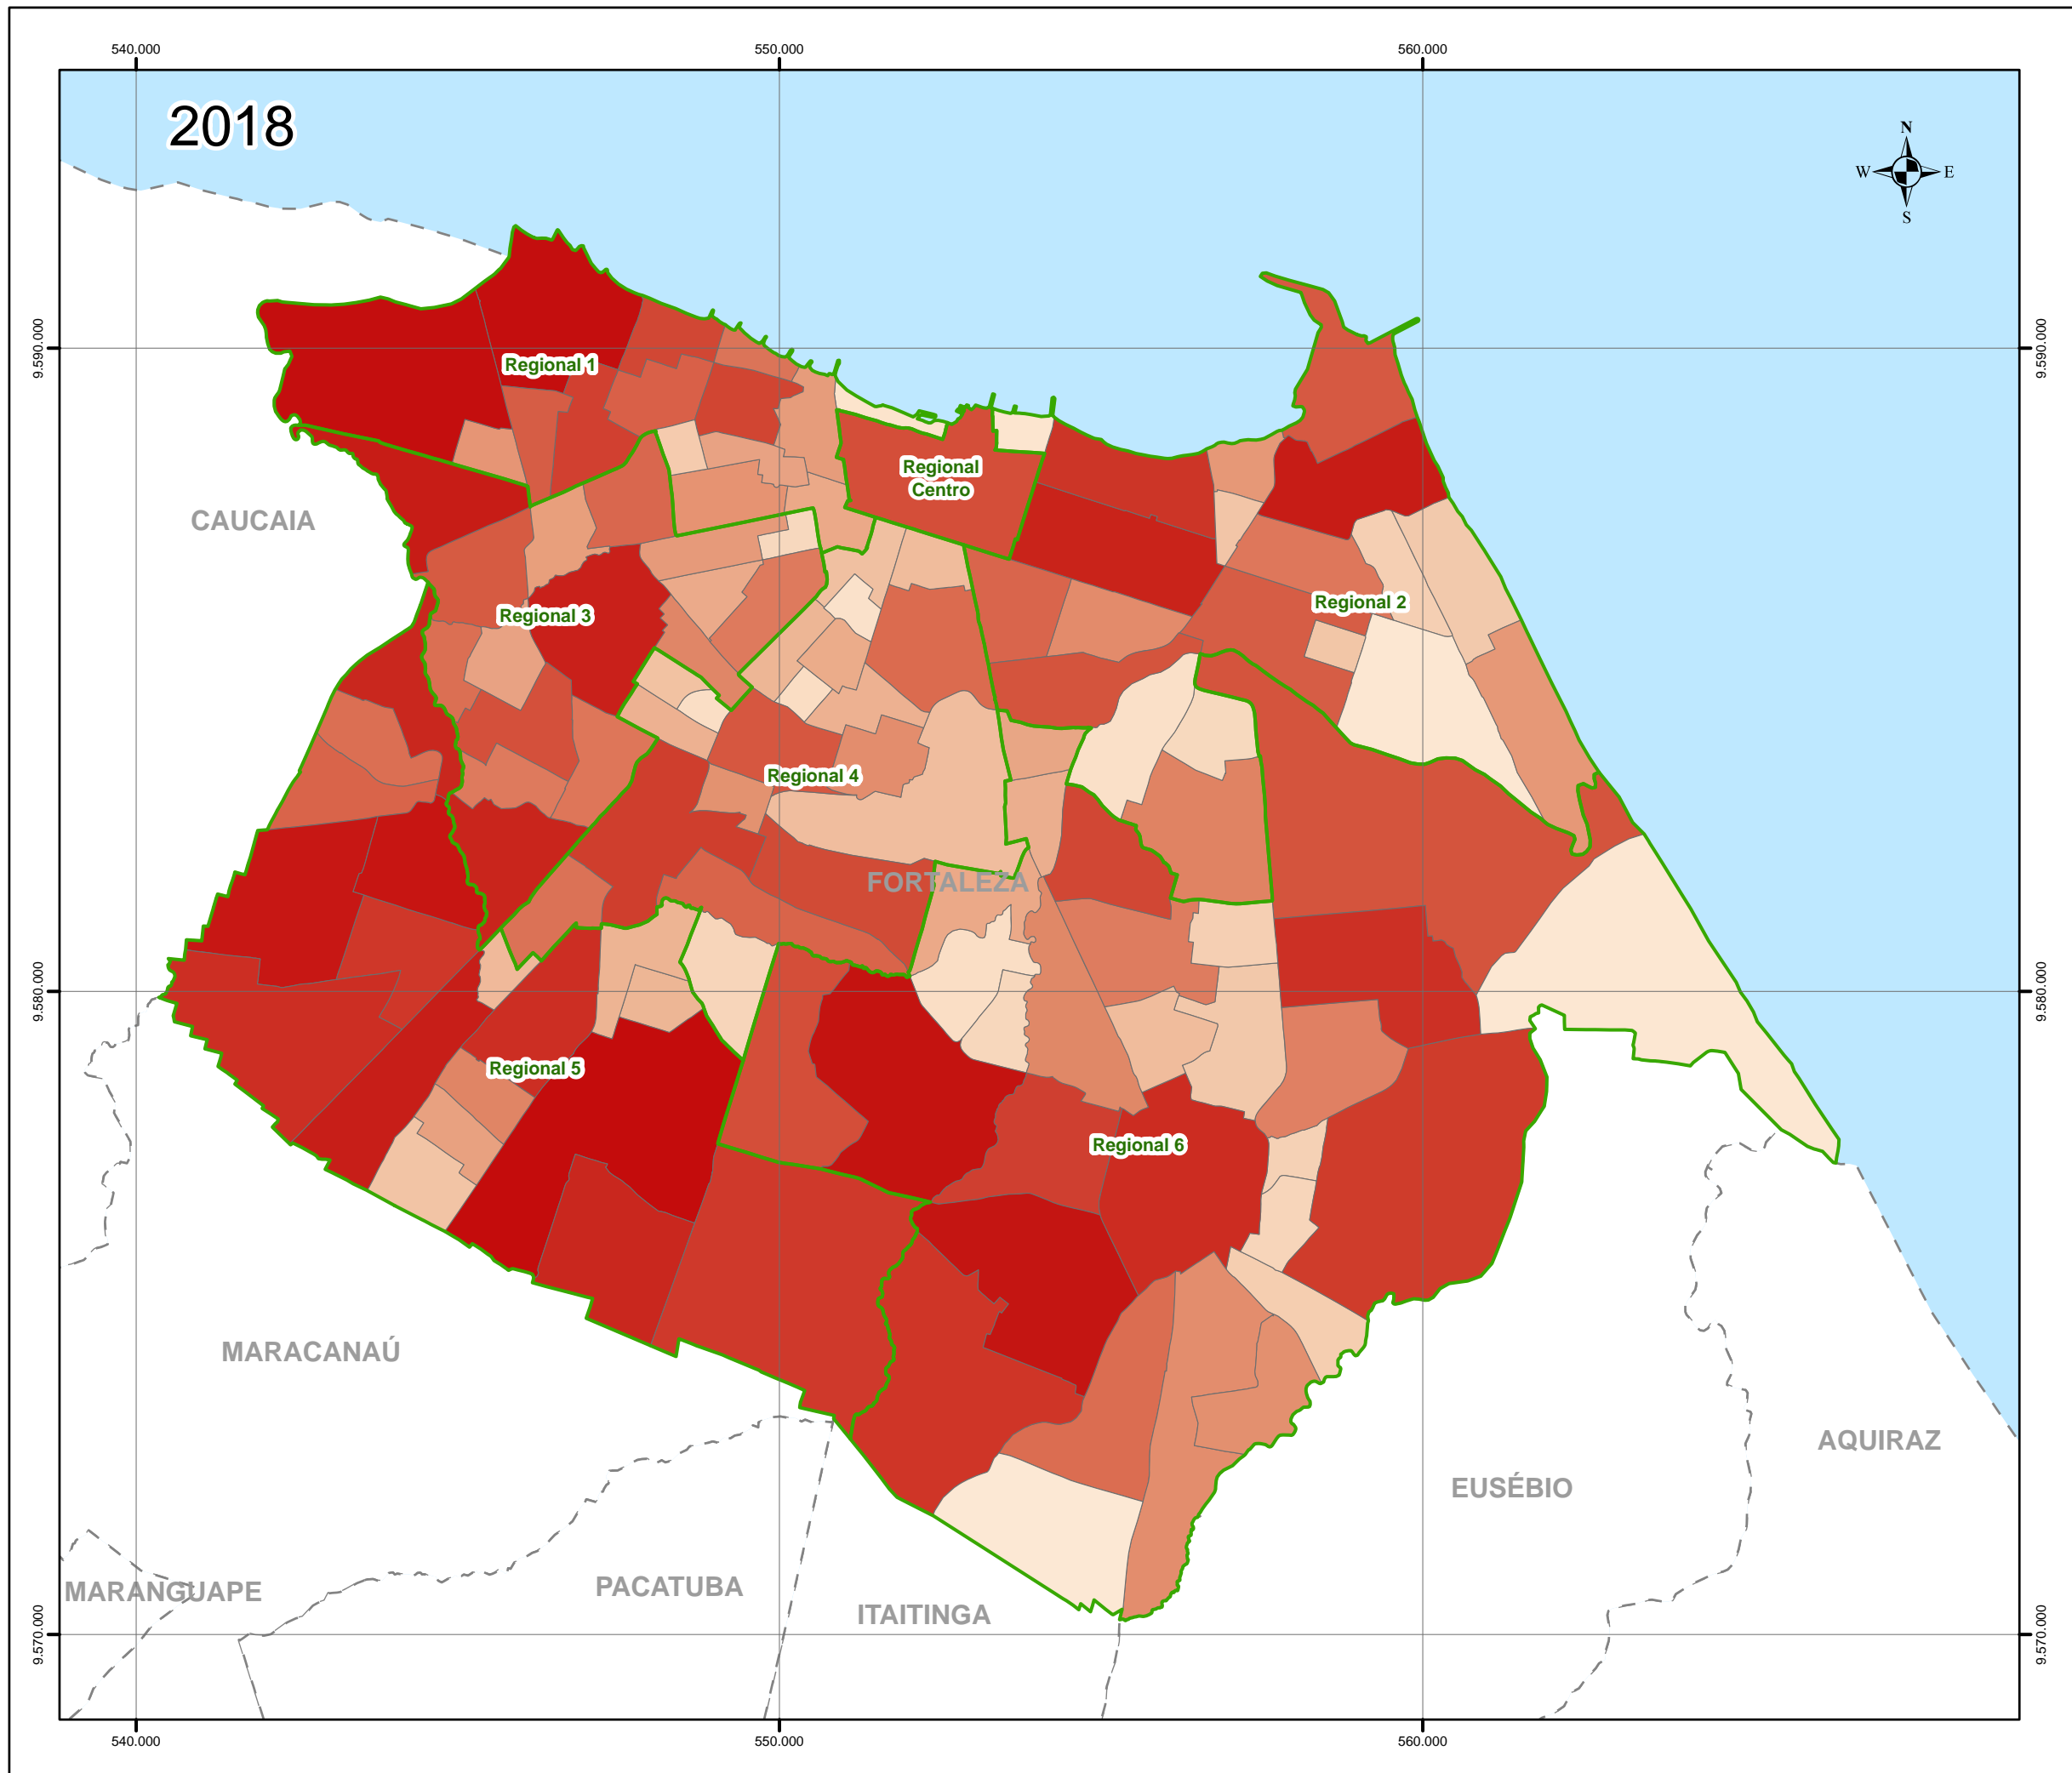 540.000
550.000
560.000
2018
N
W
E
S
9.590.000
9.590.000
Regional 1
Regional
Centro
CAUCAIA
Regional 2
Regional 3
Regional 4
FORTALEZA
9.580.000
9.580.000
Regional 5
Regional 6
MARACANAÚ
AQUIRAZ
EUSÉBIO
MARANGUAPE
PACATUBA
ITAITINGA
9.570.000
9.570.000
540.000
550.000
560.000